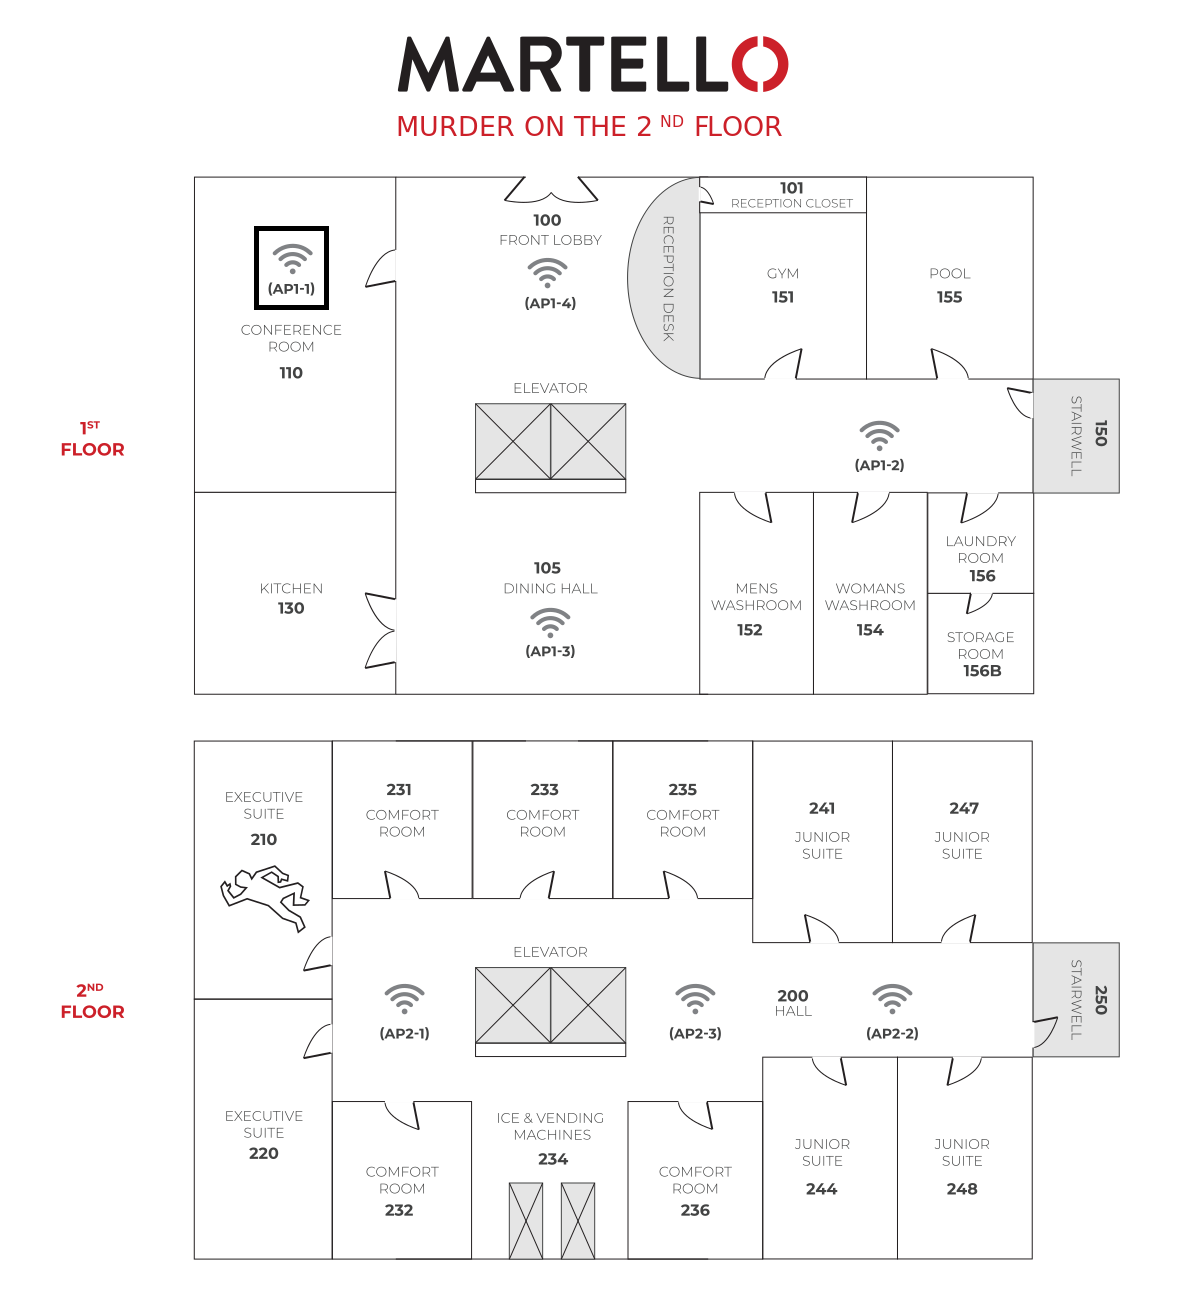 MARTELLO
MURDER ON THE 2 ND FLOOR
101
RECEPTION CLOSET
100
FRONT LOBBY
(AP1-4)
RECEPTION DESK
GYM
151
POOL
155
(AP1-1)
CONFERENCE
ROOM
110
ELEVATOR
1ST
FLOOR
(AP1-2)
STAIRWELL
150
KITCHEN
130
105
DINING HALL
(AP1-3)
MENS
WASHROOM
152
WOMANS
WASHROOM
154
LAUNDRY
ROOM
156
STORAGE
ROOM
156B
EXECUTIVE
SUITE
210
231
COMFORT
ROOM
233
COMFORT
ROOM
235
COMFORT
ROOM
241
JUNIOR
SUITE
247
JUNIOR
SUITE
ELEVATOR
2ND
FLOOR
(AP2-1)
(AP2-3)
200
HALL
(AP2-2)
STAIRWELL
250
EXECUTIVE
SUITE
220
COMFORT
ROOM
232
ICE & VENDING
MACHINES
234
COMFORT
ROOM
236
JUNIOR
SUITE
244
JUNIOR
SUITE
248